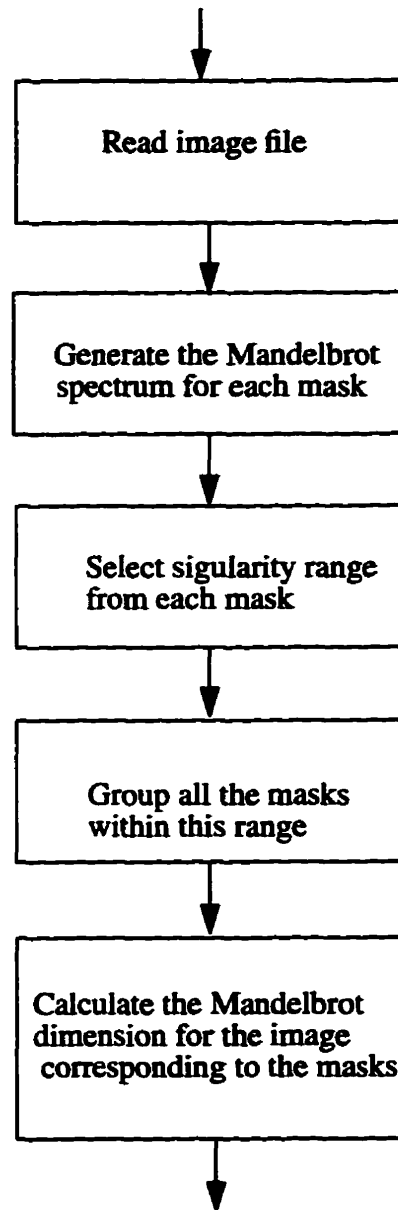 Read image file
Generate the Mandelbrot
spectrum for each mask
Select sigularity range
from each mask
Group all the masks
within this range
Calculate the Mandelbrot
dimension for the image
corresponding to the masks